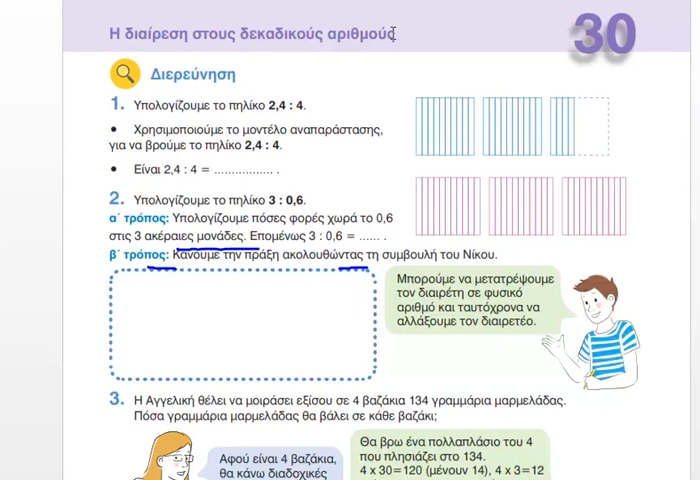 Η διαίρεση στους δεκαδικούς αριθμούς
30
Διερεύνηση
1. Υπολογίζουμε το πηλίκο 2,4 : 4.
• Χρησιμοποιούμε το μοντέλο αναπαράστασης,
για να βρούμε το πηλίκο 2,4 : 4.
• Είναι 2,4 : 4 = ................. .
2. Υπολογίζουμε το πηλίκο 3 : 0,6.
α΄ τρόπος: Υπολογίζουμε πόσες φορές χωρά το 0,6
στις 3 ακέραιες μονάδες. Επομένως 3 : 0,6 = ...... .
β΄ τρόπος: Κάνουμε την πράξη ακολουθώντας τη συμβουλή του Νίκου.
Μπορούμε να μετατρέψουμε
τον διαιρέτη σε φυσικό
αριθμό και ταυτόχρονα να
αλλάξουμε τον διαιρετέο.
3. Η Αγγελική θέλει να μοιράσει εξίσου σε 4 βαζάκια 134 γραμμάρια μαρμελάδας.
Πόσα γραμμάρια μαρμελάδας θα βάλει σε κάθε βαζάκι;
Αφού είναι 4 βαζάκια,
θα κάνω διαδοχικές
Θα βρω ένα πολλαπλάσιο του 4
που πλησιάζει στο 134.
4 x 30=120 (μένουν 14), 4 x 3=12